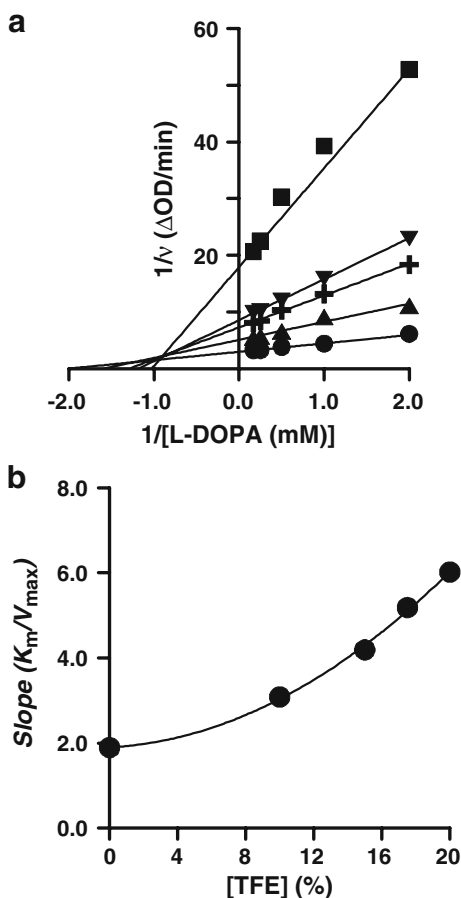 a
60
40
20
1/ν (ΔOD/min)
-2.0 -1.0 0.0 1.0 2.0
1/[L-DOPA (mM)]
b
8.0
6.0
4.0
2.0
0.0
Slope (Km/Vmax)
0 4 8 12 16 20
[TFE] (%)